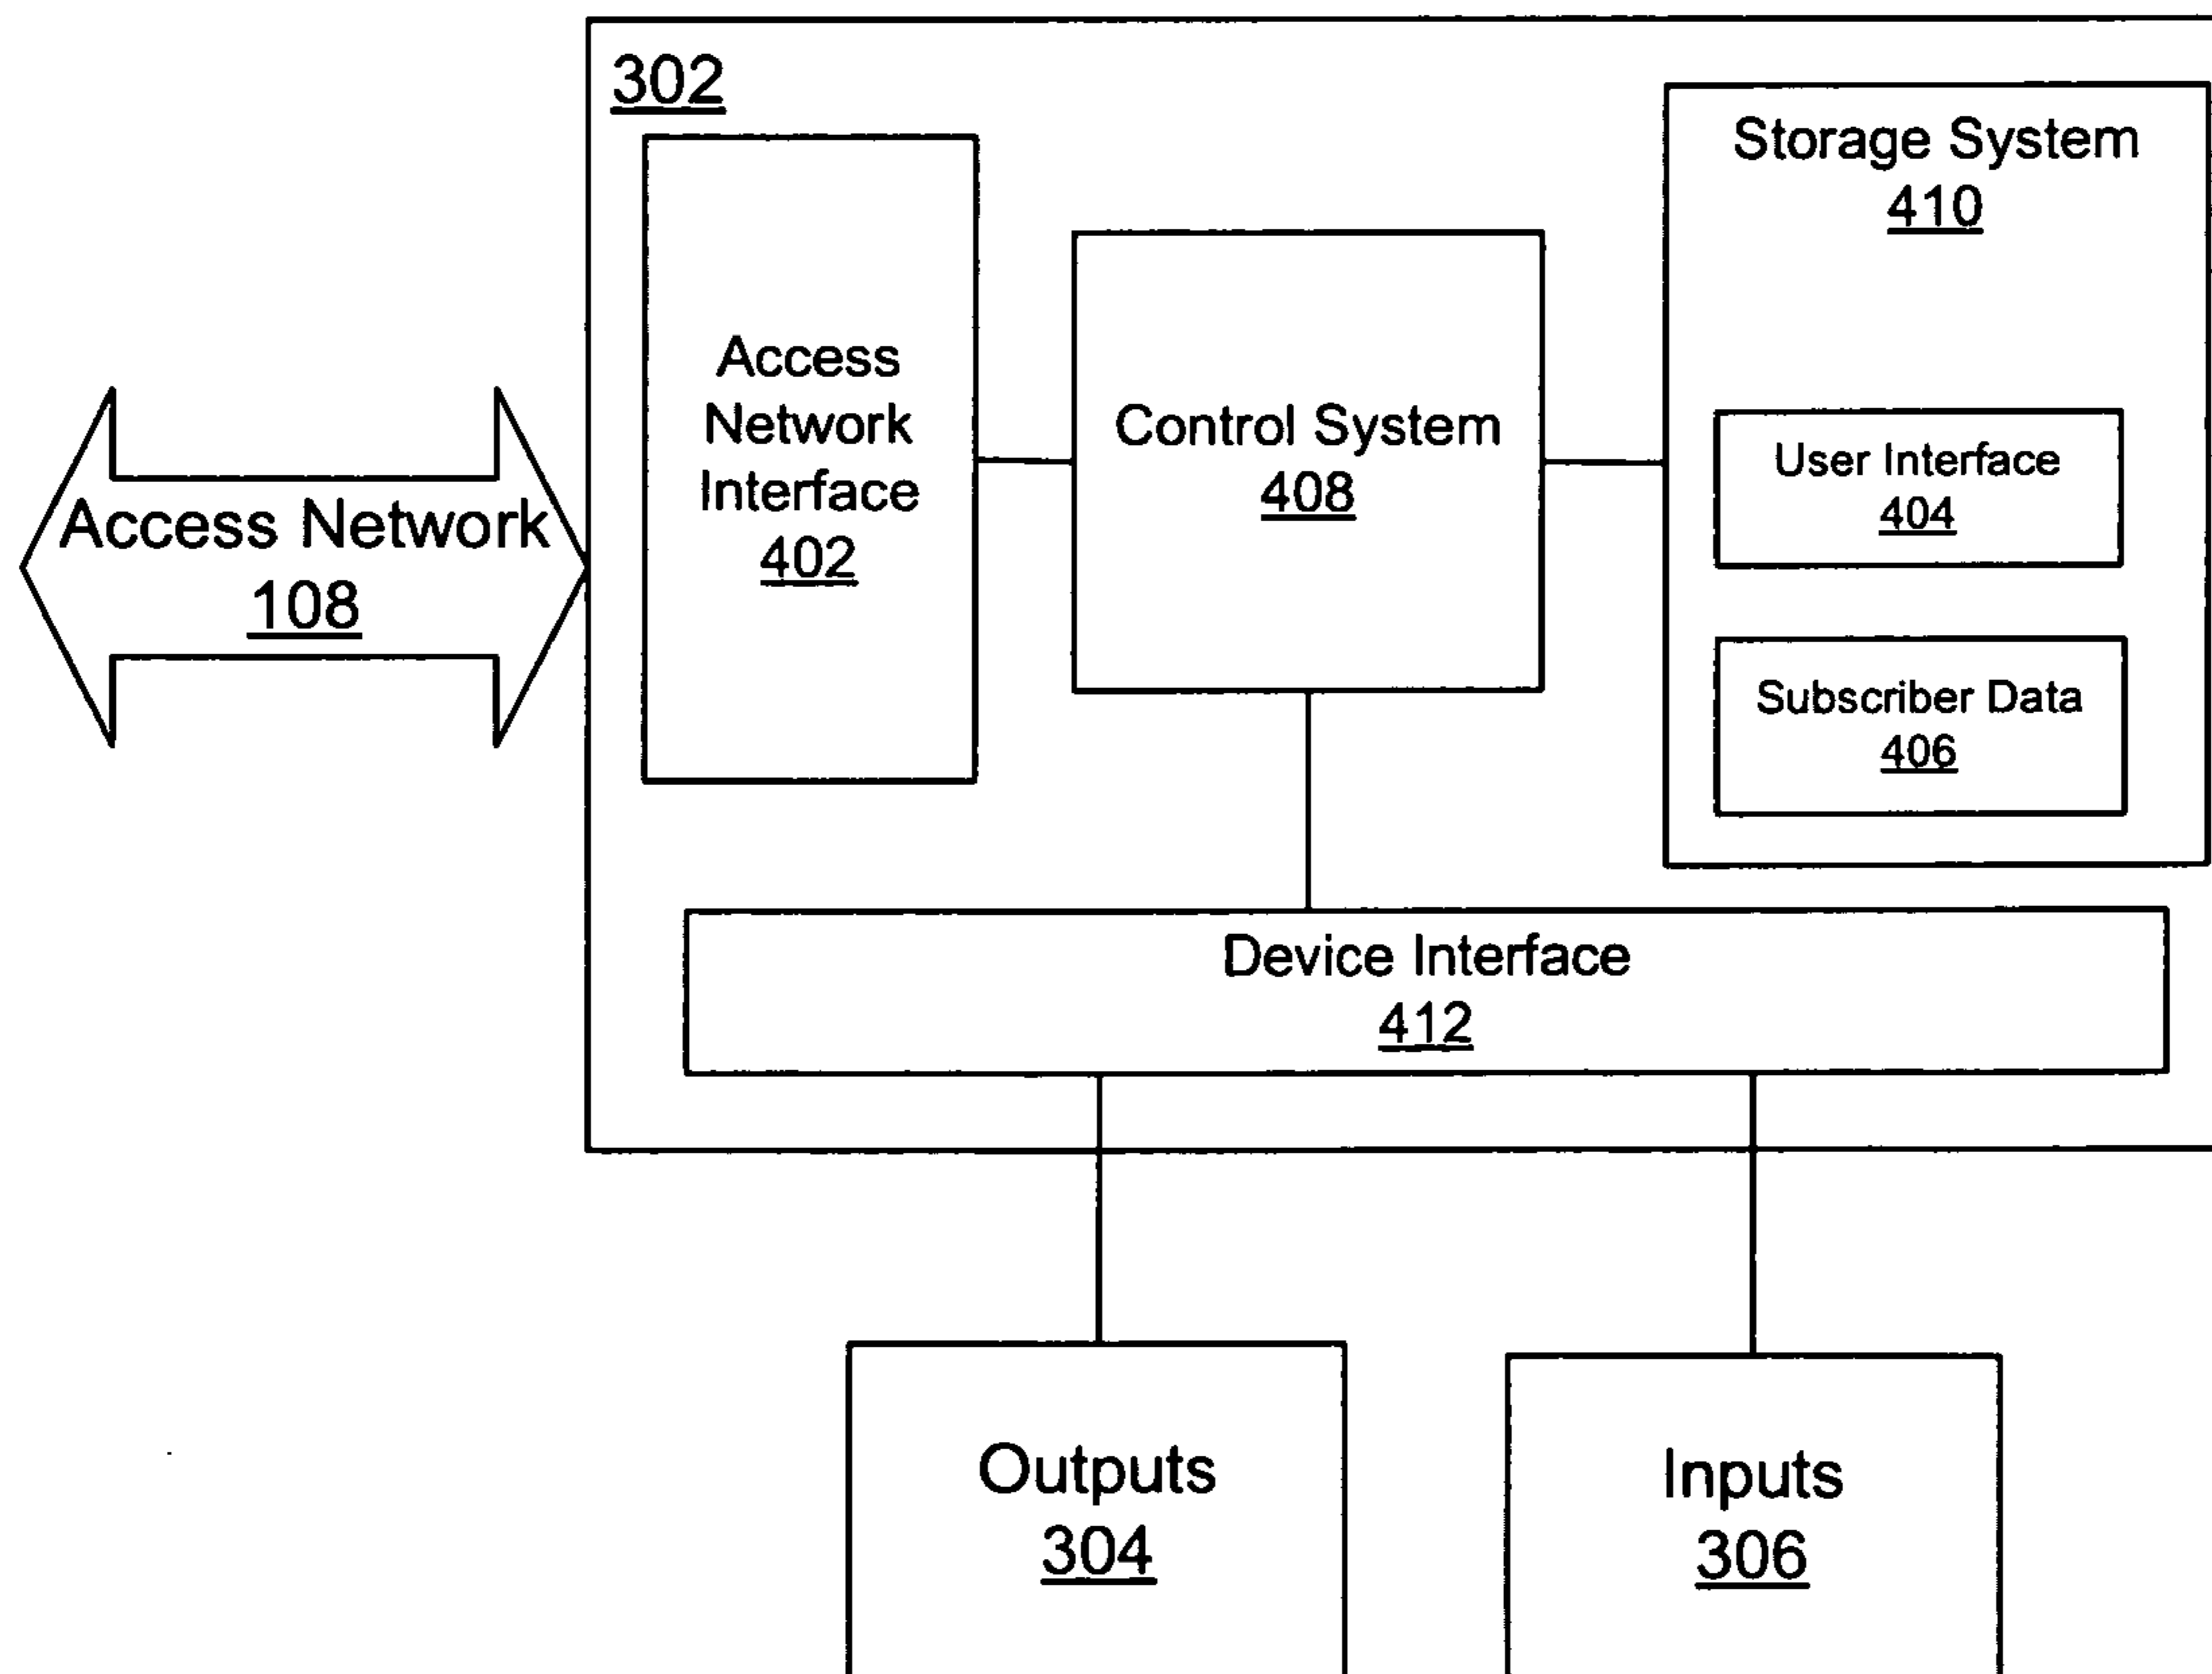 302
Storage System
410
Access
Network
Interface
402
Control System
408
User Interface
404
Access Network
108
Subscriber Data
406
Device Interface
412
Outputs
304
Inputs
306